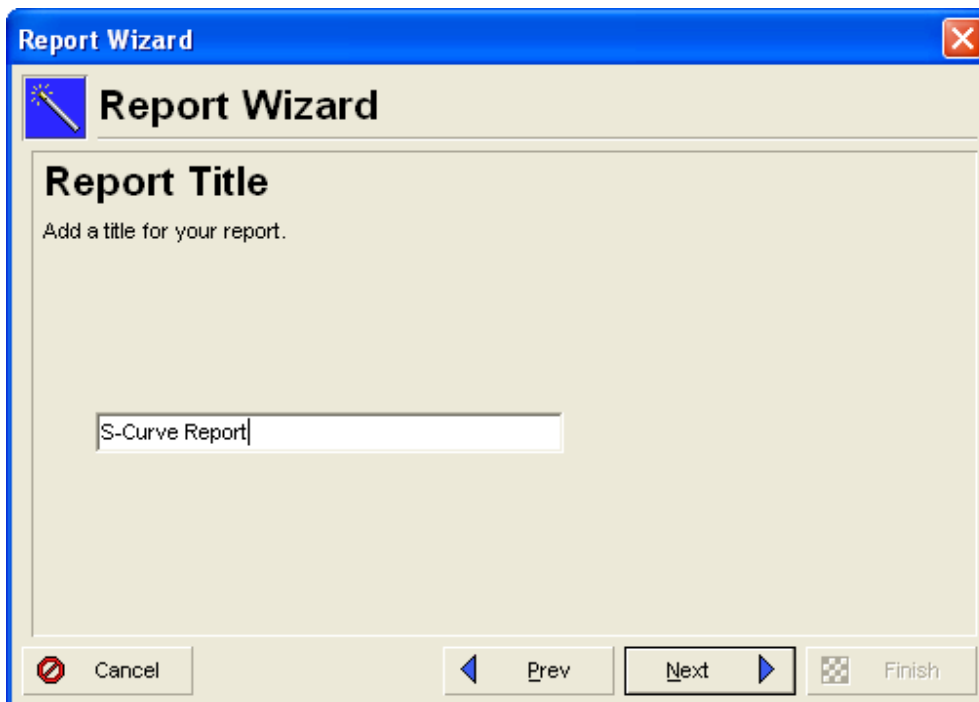 Report Wizard
Report Wizard
Report Title
Add a title for your report.
S-Curve Report
Cancel Prev Next Finish